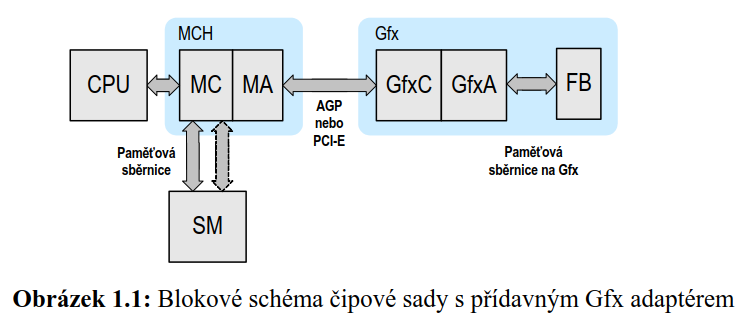 MCH
Gfx
CPU
MC
MA
GfxC
GfxA
FB
AGP
nebo
PCI-E
Paměťová
sběrnice
Paměťová
sběrnice na Gfx
SM
Obrázek 1.1: Blokové schéma čipové sady s přídavným Gfx adaptérem